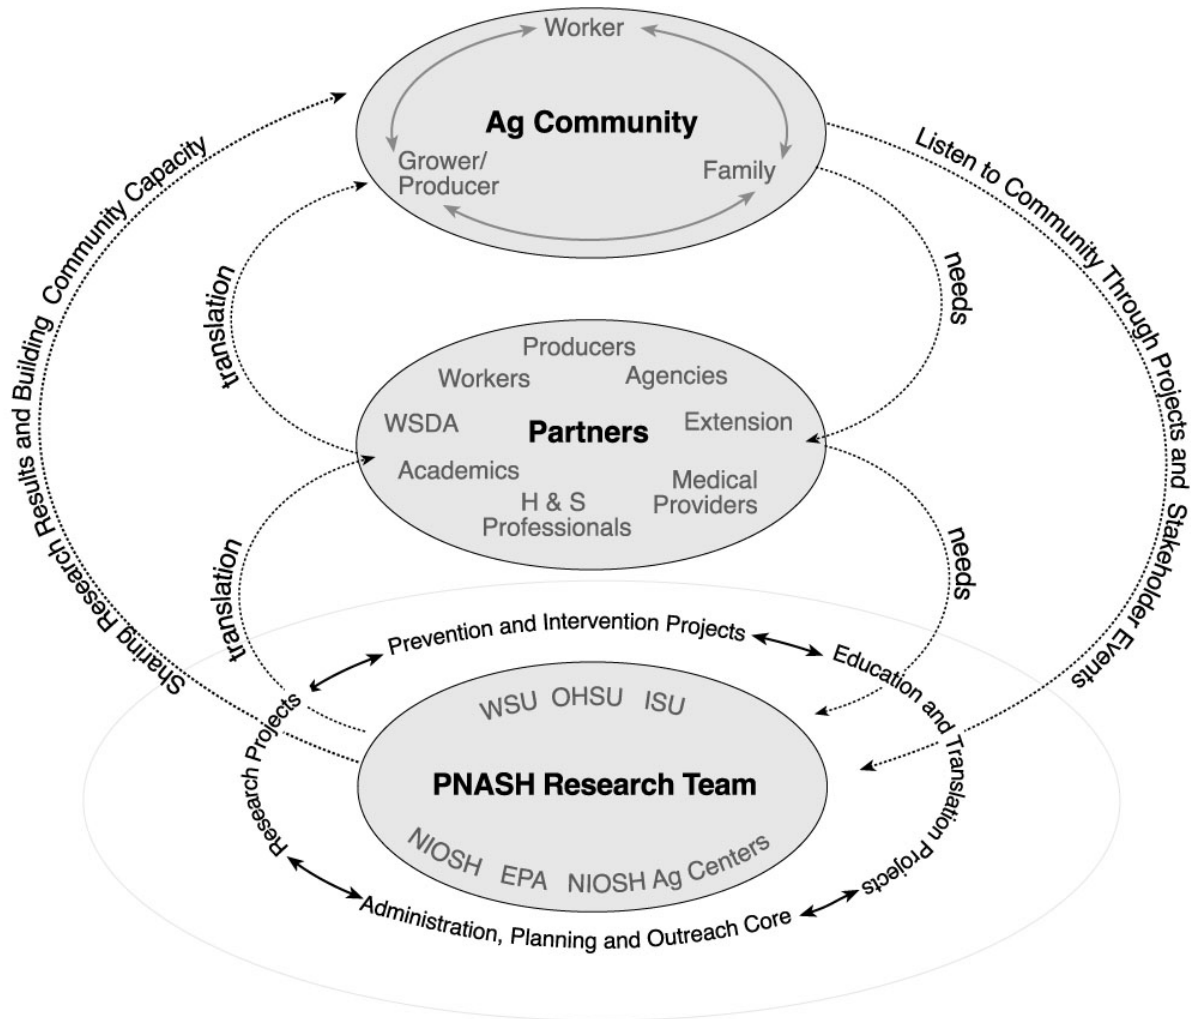 Worker
Ag Community
Grower/
Producer
Family
Sharing Research Results and Building Community Capacity
Listen to Community Through Projects and Stakeholder Events
translation
needs
Producers
Workers
Agencies
WSDA
Partners
Extension
Academics
Medical
Providers
H & S
Professionals
translation
needs
Prevention and Intervention Projects
Education and Translation Projects
Research Projects
WSU OHSU ISU
PNASH Research Team
NIOSH EPA NIOSH Ag Centers
Administration, Planning and Outreach Core